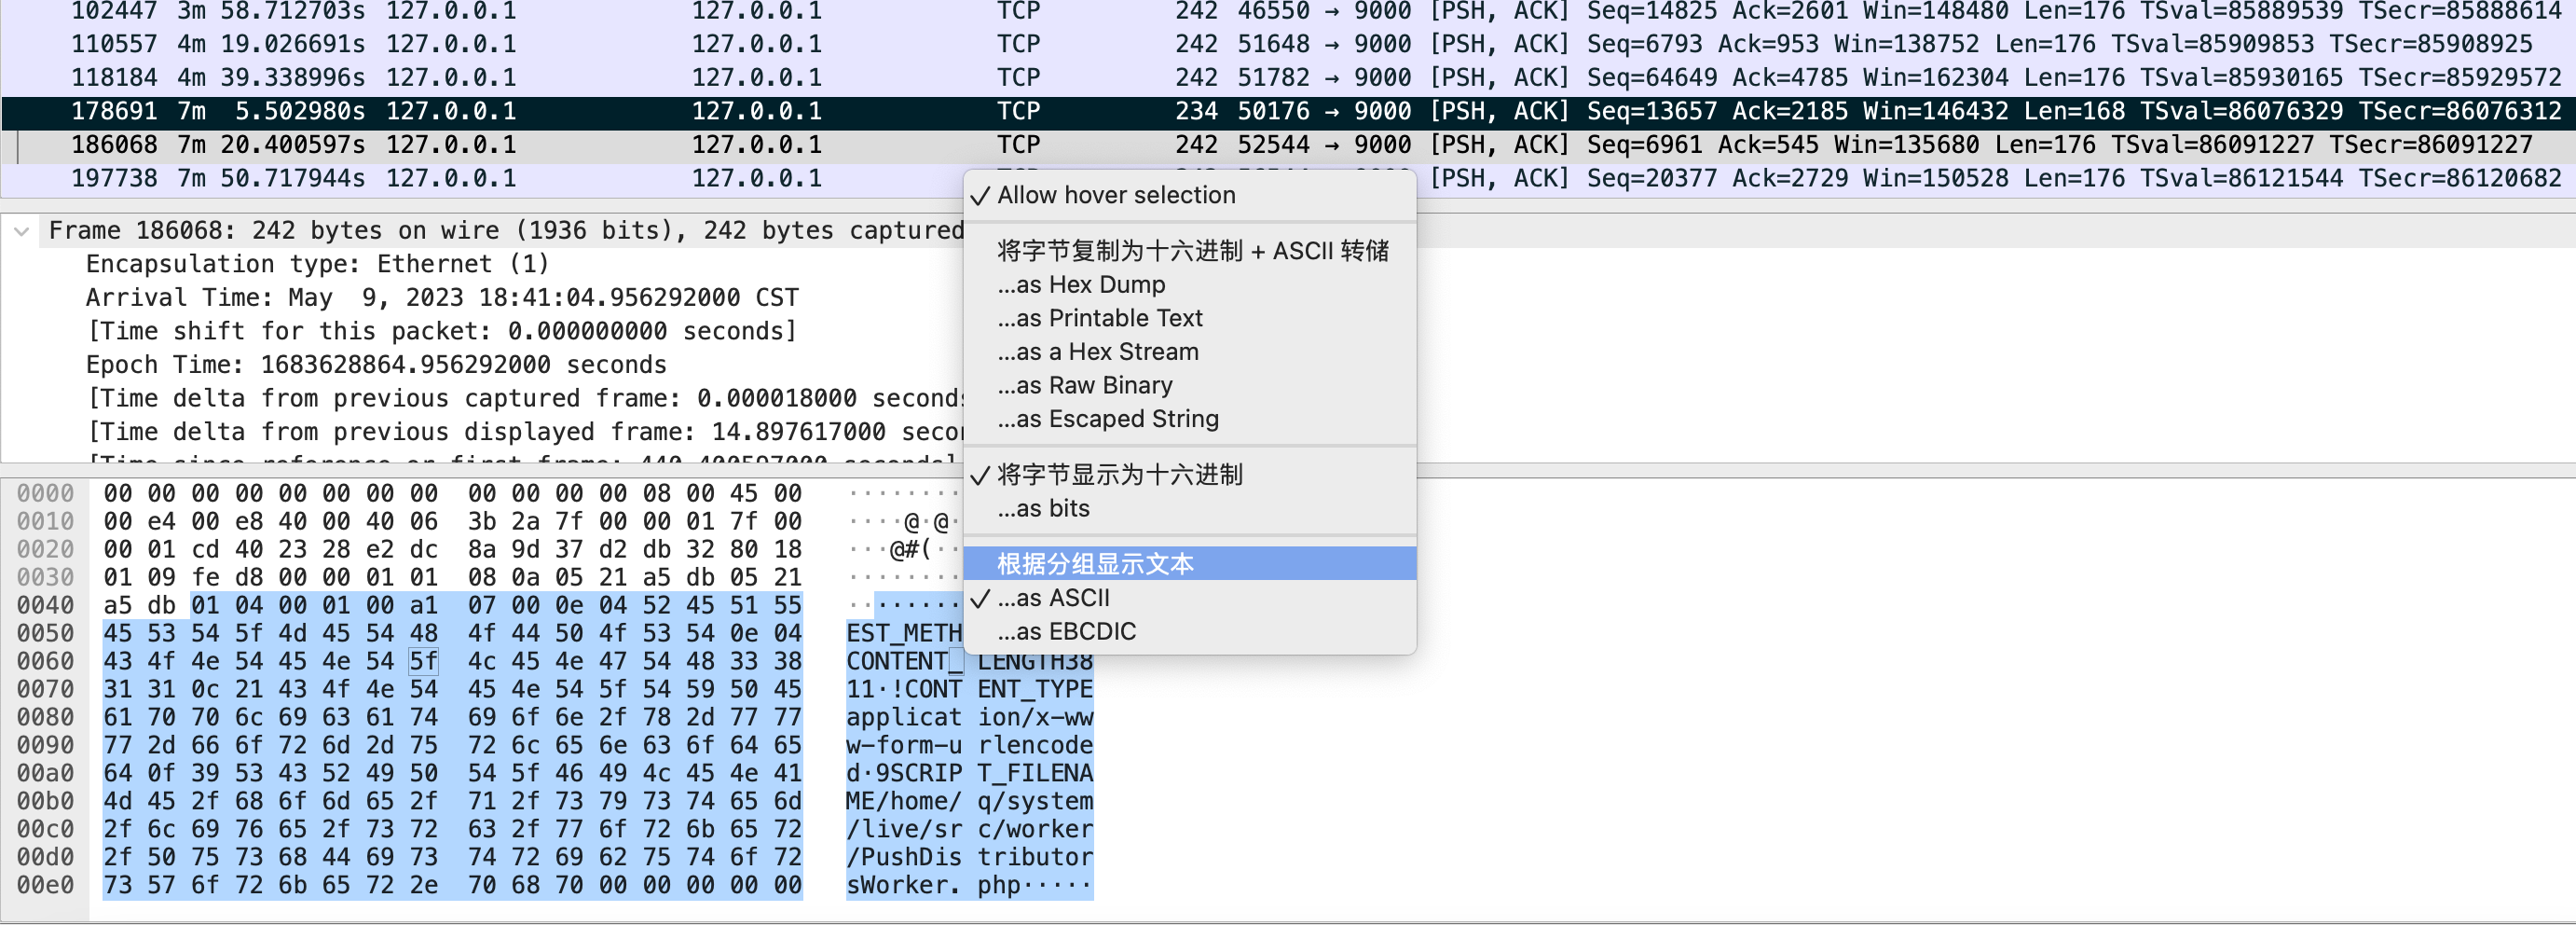 102447 3m 58.712703s 127.0.0.1 127.0.0.1 TCP 242 46550 → 9000 [PSH, ACK] Seq=14825 Ack=2601 Win=148480 Len=176 TSval=85889539 TSecr=85888614
110557 4m 19.026691s 127.0.0.1 127.0.0.1 TCP 242 51648 → 9000 [PSH, ACK] Seq=6793 Ack=953 Win=138752 Len=176 TSval=85909853 TSecr=85908925
118184 4m 39.338996s 127.0.0.1 127.0.0.1 TCP 242 51782 → 9000 [PSH, ACK] Seq=64649 Ack=4785 Win=162304 Len=176 TSval=85930165 TSecr=85929572
178691 7m 5.502980s 127.0.0.1 127.0.0.1 TCP 234 50176 → 9000 [PSH, ACK] Seq=13657 Ack=2185 Win=146432 Len=168 TSval=86076329 TSecr=86076312
186068 7m 20.400597s 127.0.0.1 127.0.0.1 TCP 242 52544 → 9000 [PSH, ACK] Seq=6961 Ack=545 Win=135680 Len=176 TSval=86091227 TSecr=86091227
197738 7m 50.717944s 127.0.0.1 127.0.0.1 [PSH, ACK] Seq=20377 Ack=2729 Win=150528 Len=176 TSval=86121544 TSecr=86120682
Frame 186068: 242 bytes on wire (1936 bits), 242 bytes captured
Encapsulation type: Ethernet (1)
Arrival Time: May 9, 2023 18:41:04.956292000 CST
[Time shift for this packet: 0.000000000 seconds]
Epoch Time: 1683628864.956292000 seconds
[Time delta from previous captured frame: 0.000018000 seconds
[Time delta from previous displayed frame: 14.897617000 seco
[Time since reference or first frame: 440.400597000 seconds]
✓ Allow hover selection
将字节复制为十六进制 + ASCII 转储
...as Hex Dump
...as Printable Text
...as a Hex Stream
...as Raw Binary
...as Escaped String
✓ 将字节显示为十六进制
...as bits
根据分组显示文本
✓ ...as ASCII
...as EBCDIC
0000 00 00 00 00 00 00 00 00 00 00 00 00 08 00 45 00 ········
0010 00 e4 00 e8 40 00 40 06 3b 2a 7f 00 00 01 7f 00 ····@·@·
0020 00 01 cd 40 23 28 e2 dc 8a 9d 37 d2 db 32 80 18 ···@#(··
0030 01 09 fe d8 00 00 01 01 08 0a 05 21 a5 db 05 21 ········
0040 a5 db 01 04 00 01 00 a1 07 00 0e 04 52 45 51 55 ········
0050 45 53 54 5f 4d 45 54 48 4f 44 50 4f 53 54 0e 04 EST_METH
0060 43 4f 4e 54 45 4e 54 5f 4c 45 4e 47 54 48 33 38 CONTENT_ LENGTH38
0070 31 31 0c 21 43 4f 4e 54 45 4e 54 5f 54 59 50 45 11·!CONT ENT_TYPE
0080 61 70 70 6c 69 63 61 74 69 6f 6e 2f 78 2d 77 77 applicat ion/x-ww
0090 77 2d 66 6f 72 6d 2d 75 72 6c 65 6e 63 6f 64 65 w-form-u rlencode
00a0 64 0f 39 53 43 52 49 50 54 5f 46 49 4c 45 4e 41 d·9SCRIP T_FILENA
00b0 4d 45 2f 68 6f 6d 65 2f 71 2f 73 79 73 74 65 6d ME/home/ q/system
00c0 2f 6c 69 76 65 2f 73 72 63 2f 77 6f 72 6b 65 72 /live/sr c/worker
00d0 2f 50 75 73 68 44 69 73 74 72 69 62 75 74 6f 72 /PushDis tributor
00e0 73 57 6f 72 6b 65 72 2e 70 68 70 00 00 00 00 00 sWorker. php·····